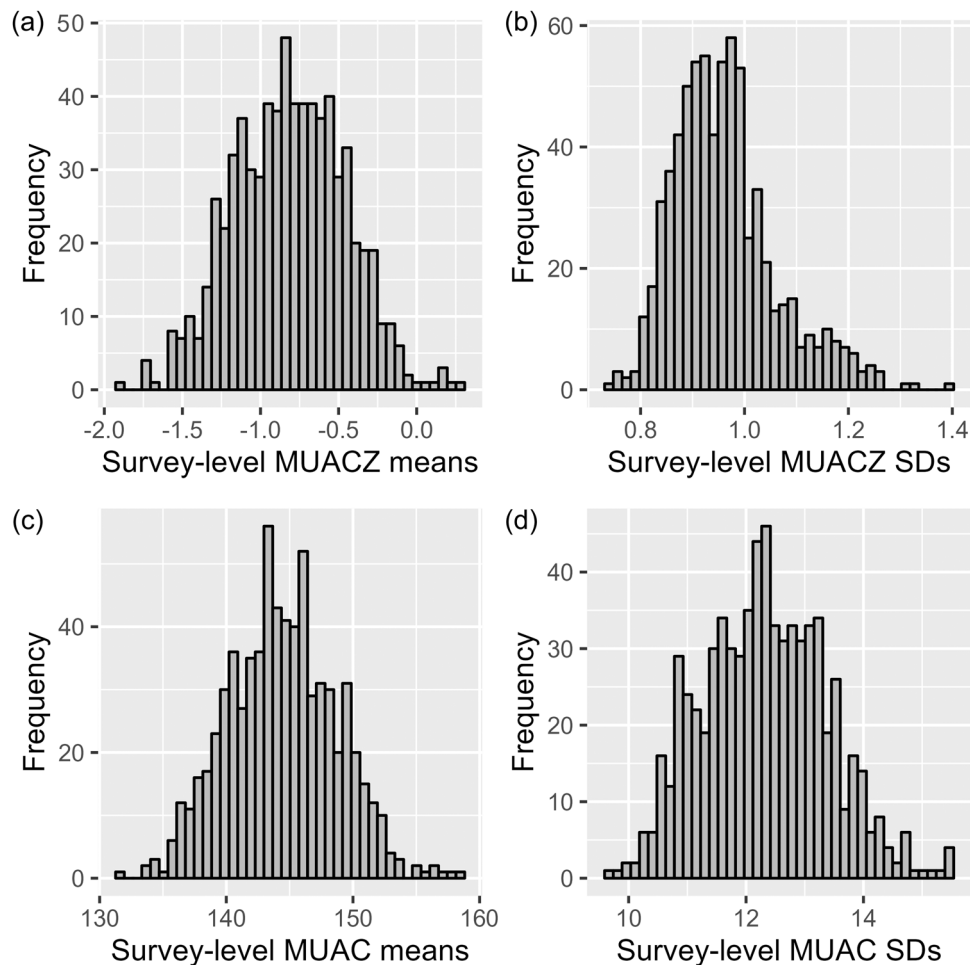 (a)
50
40
30
20
10
0
Frequency
-2.0 -1.5 -1.0 -0.5 0.0
Survey-level MUACZ means
(b)
60
40
20
0
Frequency
0.8 1.0 1.2 1.4
Survey-level MUACZ SDs
(c)
40
20
0
Frequency
130 140 150 160
Survey-level MUAC means
(d)
40
30
20
10
0
Frequency
10 12 14
Survey-level MUAC SDs